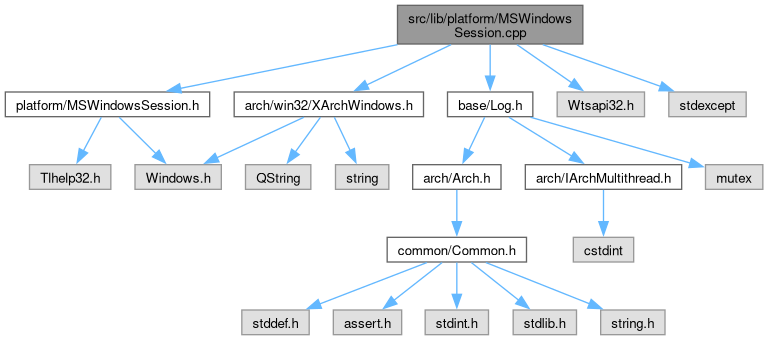 src/lib/platform/MSWindows
Session.cpp
platform/MSWindowsSession.h
arch/win32/XArchWindows.h
base/Log.h
Wtsapi32.h
stdexcept
Tlhelp32.h
Windows.h
QString
string
arch/Arch.h
arch/IArchMultithread.h
mutex
common/Common.h
cstdint
stddef.h
assert.h
stdint.h
stdlib.h
string.h